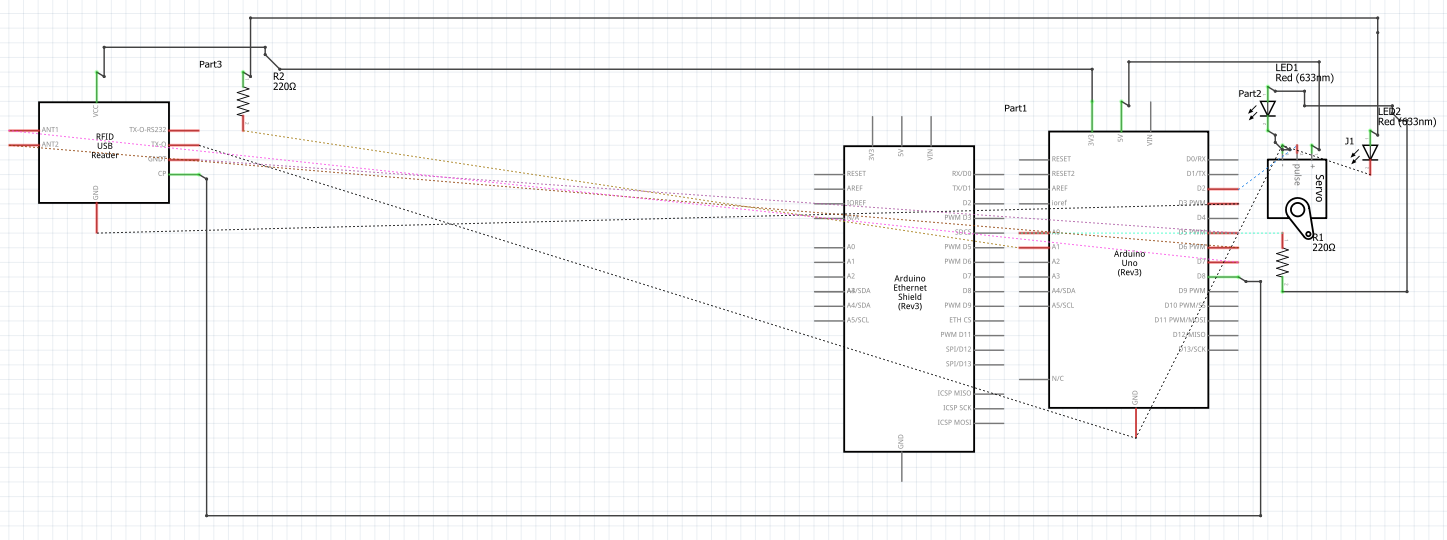 Part3
R2
220Ω
VCC
ANT1
ANT2
RFID
USB
Reader
TX-O-RS232
TX-O
CP
GND
Part1
3V3
5V
VIN
RESET
AREF
IOREF
A0
A1
A2
A4/SDA
A5/SCL
RX/D0
TX/D1
D2
PWM D3
SDCS
PWM D5
PWM D6
D7
D8
PWM D9
ETH CS
PWM D11
SPI/D12
SPI/D13
ICSP MISO
ICSP SCK
ICSP MOSI
Arduino
Ethernet
Shield
(Rev3)
GND
3V3
5V
VIN
RESET
RESET2
AREF
ioref
A0
A1
A2
A3
A4/SDA
A5/SCL
N/C
Arduino
Uno
(Rev3)
D0/RX
D1/TX
D2
D3 PWM
D4
D5 PWM
D6 PWM
D7
D8
D9 PWM
D10 PWM/SS
D11 PWM/MOSI
D12/MISO
D13/SCK
GND
LED1
Red (633nm)
Part2
LED2
Red (633nm)
J1
pulse
Servo
R1
220Ω